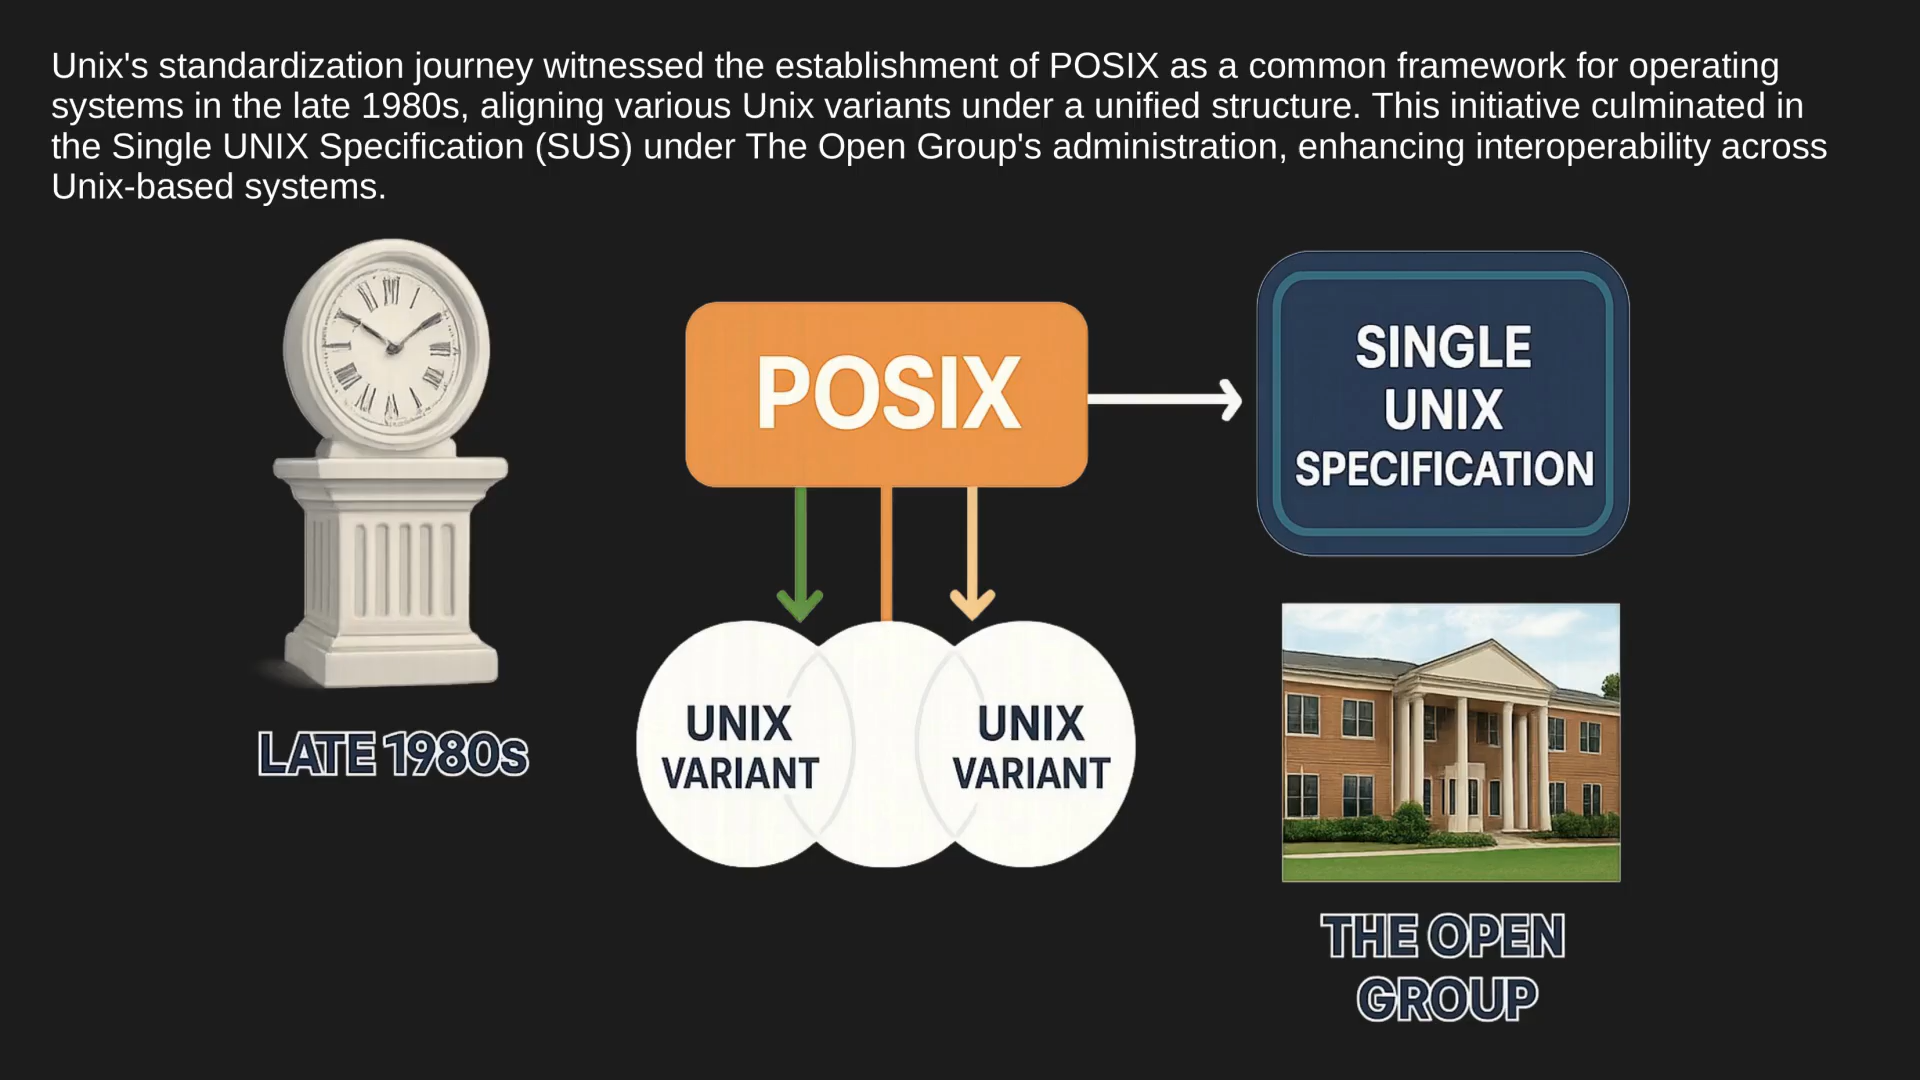 Unix's standardization journey witnessed the establishment of POSIX as a common framework for operating
systems in the late 1980s, aligning various Unix variants under a unified structure. This initiative culminated in
the Single UNIX Specification (SUS) under The Open Group's administration, enhancing interoperability across
Unix-based systems.
LATE 1980s
POSIX
UNIX
VARIANT
UNIX
VARIANT
SINGLE
UNIX
SPECIFICATION
THE OPEN
GROUP